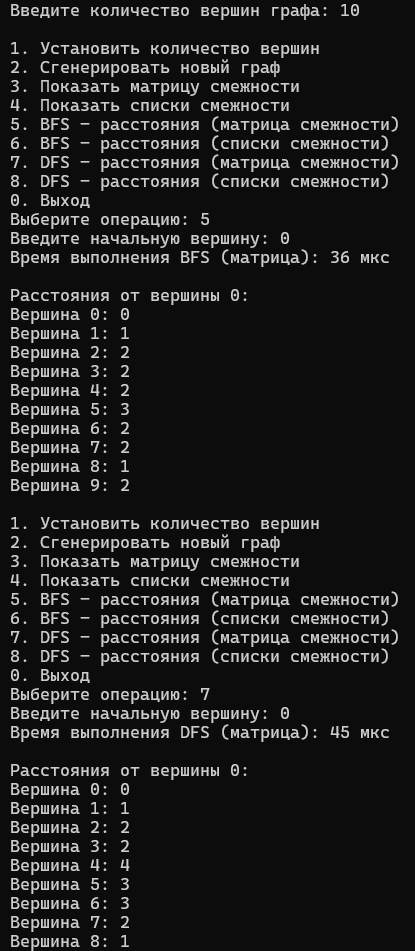 Введите количество вершин графа: 10
1. Установить количество вершин
2. Сгенерировать новый граф
3. Показать матрицу смежности
4. Показать списки смежности
5. BFS – расстояния (матрица смежности)
6. BFS – расстояния (списки смежности)
7. DFS – расстояния (матрица смежности)
8. DFS – расстояния (списки смежности)
0. Выход
Выберите операцию: 5
Введите начальную вершину: 0
Время выполнения BFS (матрица): 36 мкс
Расстояния от вершины 0:
Вершина 0: 0
Вершина 1: 1
Вершина 2: 2
Вершина 3: 2
Вершина 4: 2
Вершина 5: 3
Вершина 6: 2
Вершина 7: 2
Вершина 8: 1
Вершина 9: 2
1. Установить количество вершин
2. Сгенерировать новый граф
3. Показать матрицу смежности
4. Показать списки смежности
5. BFS – расстояния (матрица смежности)
6. BFS – расстояния (списки смежности)
7. DFS – расстояния (матрица смежности)
8. DFS – расстояния (списки смежности)
0. Выход
Выберите операцию: 7
Введите начальную вершину: 0
Время выполнения DFS (матрица): 45 мкс
Расстояния от вершины 0:
Вершина 0: 0
Вершина 1: 1
Вершина 2: 2
Вершина 3: 2
Вершина 4: 4
Вершина 5: 3
Вершина 6: 3
Вершина 7: 2
Вершина 8: 1